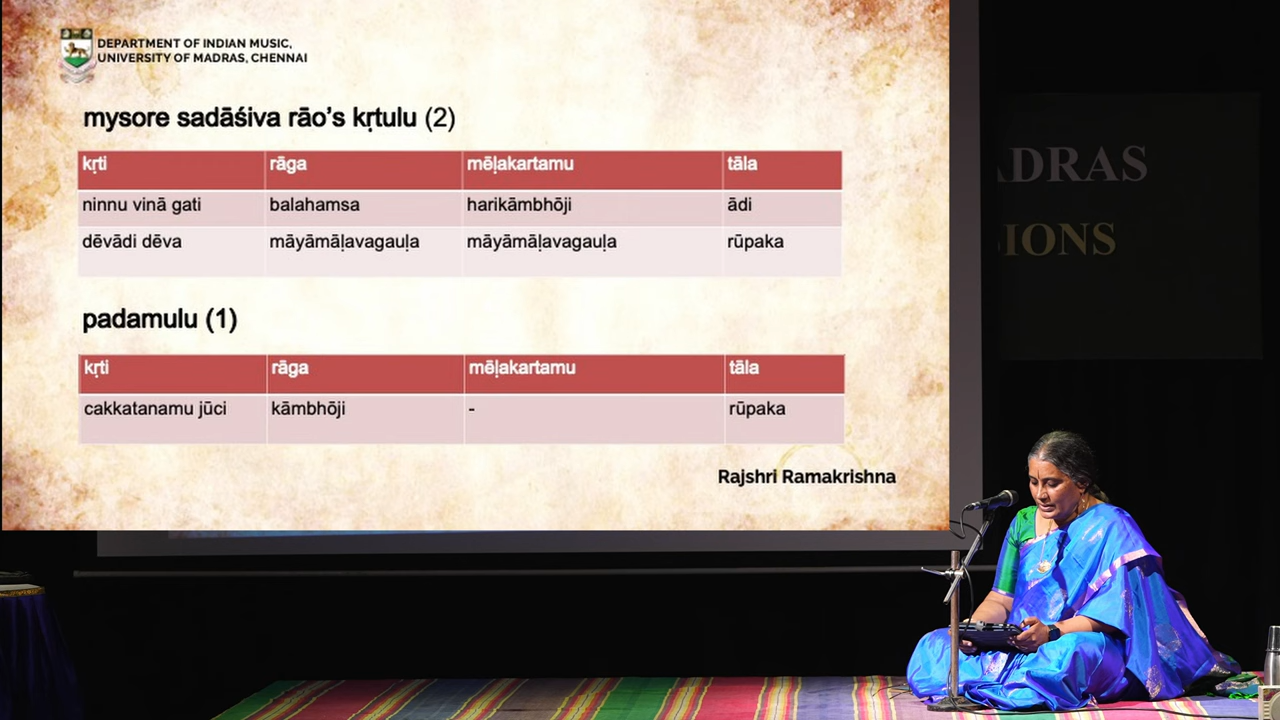 DEPARTMENT OF INDIAN MUSIC,
UNIVERSITY OF MADRAS, CHENNAI
mysore sadāśiva rāo's kṛtulu (2)
kṛti rāga mēḷakartamu tāla
ninnu vinā gati balahamsa harikāmbhōji ādi
dēvādi dēva māyāmāḷavagauḷa māyāmāḷavagauḷa rūpaka
padamulu (1)
kṛti rāga mēḷakartamu tāla
cakkatanamu jūci kāmbhōji - rūpaka
Rajshri Ramakrishna